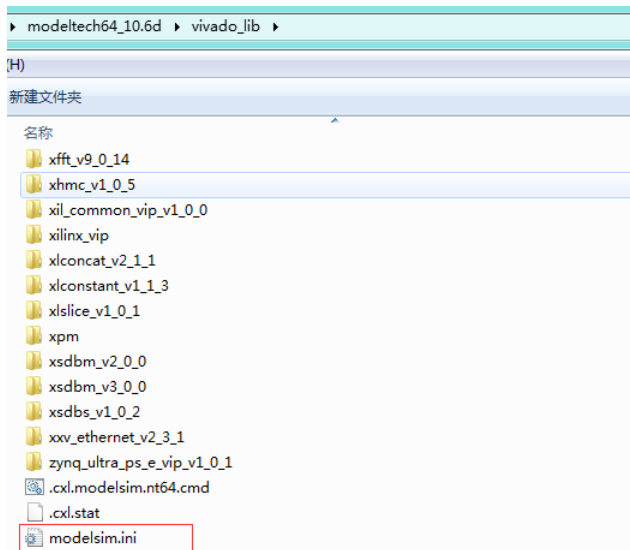 modeltech64_10.6d vivado_lib
(H)
新建文件夹
名称
xfft_v9_0_14
xhmc_v1_0_5
xil_common_vip_v1_0_0
xilinx_vip
xlconcat_v2_1_1
xlconstant_v1_1_3
xlslice_v1_0_1
xpm
xsdbm_v2_0_0
xsdbm_v3_0_0
xsdbs_v1_0_2
xxv_ethernet_v2_3_1
zynq_ultra_ps_e_vip_v1_0_1
.cxl.modelsim.nt64.cmd
.cxl.stat
modelsim.ini